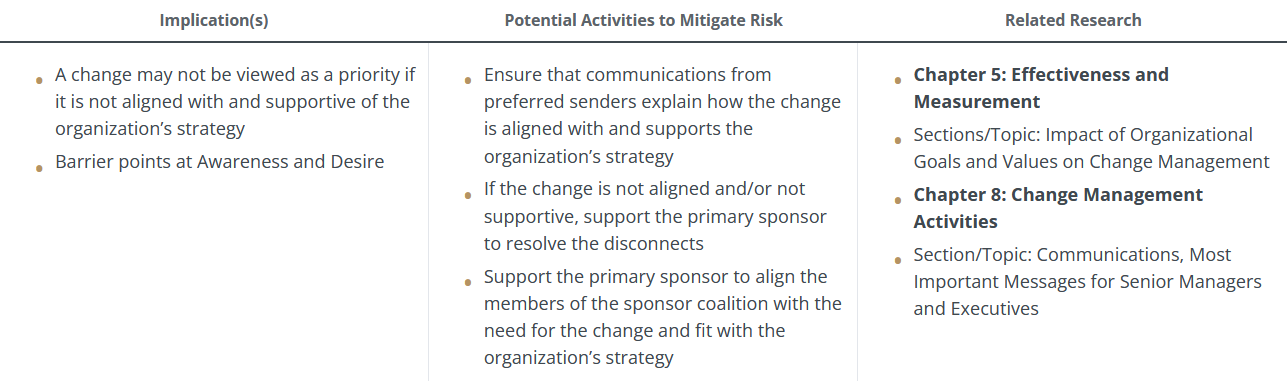 Implication(s)
Potential Activities to Mitigate Risk
Related Research
A change may not be viewed as a priority if
it is not aligned with and supportive of the
organization’s strategy
Barrier points at Awareness and Desire
Ensure that communications from
preferred senders explain how the change
is aligned with and supports the
organization’s strategy
If the change is not aligned and/or not
supportive, support the primary sponsor
to resolve the disconnects
Support the primary sponsor to align the
members of the sponsor coalition with the
need for the change and fit with the
organization’s strategy
Chapter 5: Effectiveness and
Measurement
Sections/Topic: Impact of Organizational
Goals and Values on Change Management
Chapter 8: Change Management
Activities
Section/Topic: Communications, Most
Important Messages for Senior Managers
and Executives